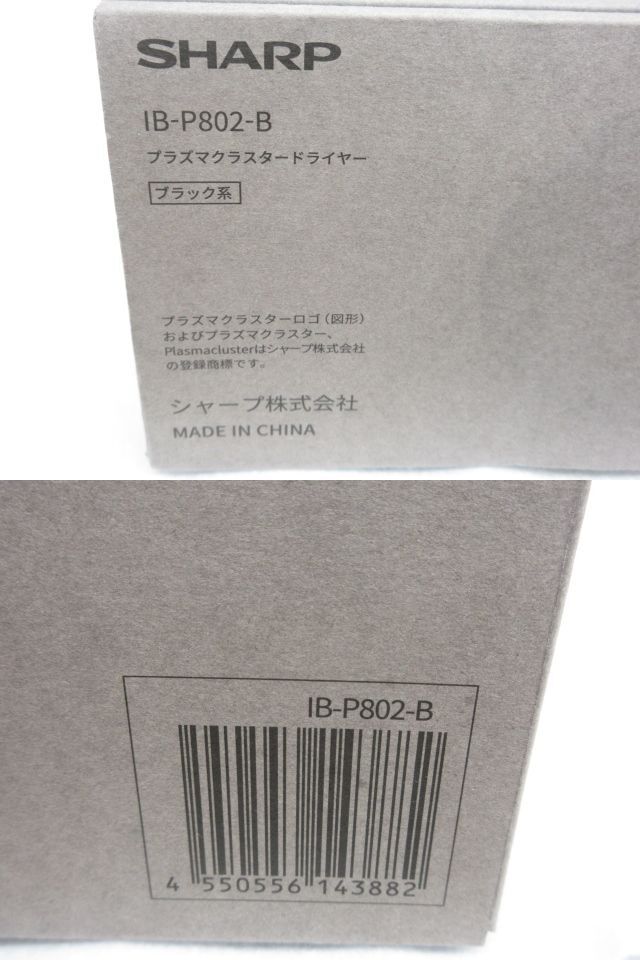 SHARP
IB-P802-B
プラズマクラスタードライヤー
ブラック系
プラズマクラスターロゴ(図形)
およびプラズマクラスター、
Plasmaclusterはシャープ株式会社
の登録商標です。
シャープ株式会社
MADE IN CHINA
IB-P802-B
4 550556 143882